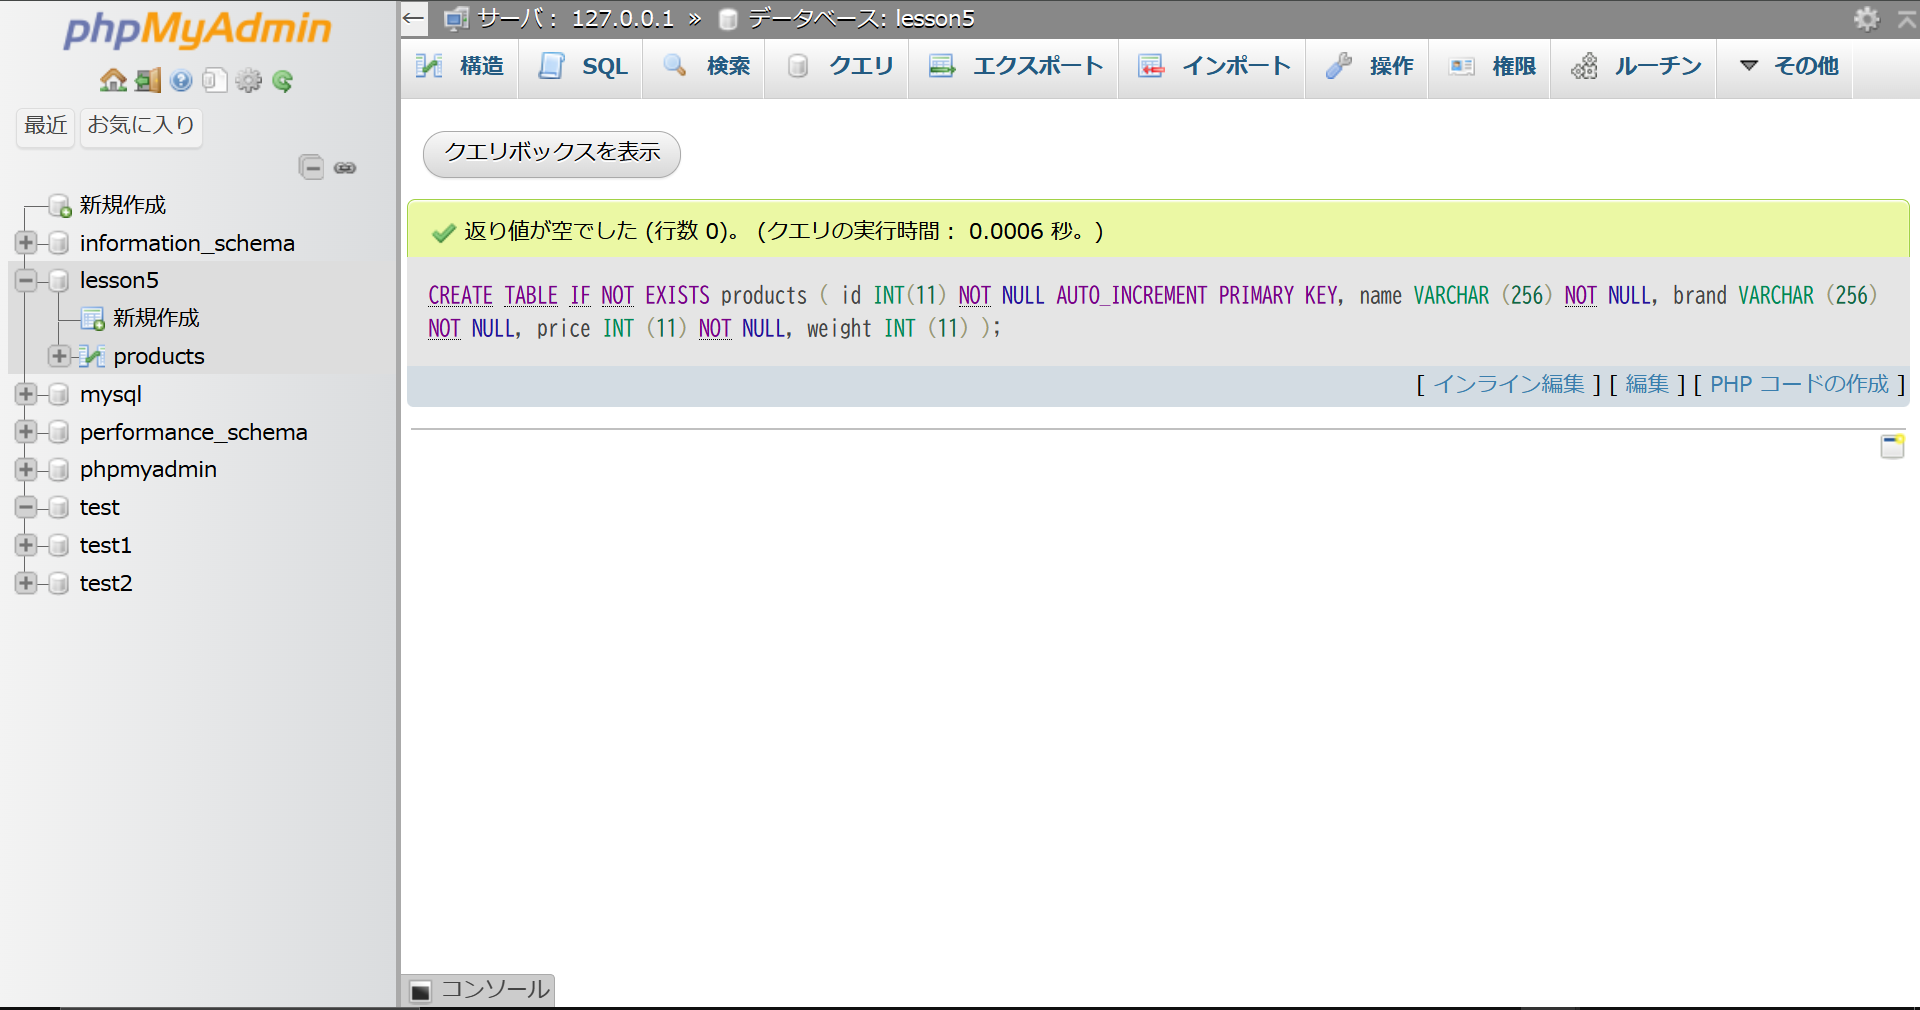 phpMyAdmin
最近 お気に入り
新規作成
information_schema
lesson5
新規作成
products
mysql
performance_schema
phpmyadmin
test
test1
test2
← サーバ： 127.0.0.1 » データベース: lesson5
構造 SQL 検索 クエリ エクスポート インポート 操作 権限 ルーチン その他
クエリボックスを表示
返り値が空でした (行数 0)。 (クエリの実行時間： 0.0006 秒。)
CREATE TABLE IF NOT EXISTS products ( id INT(11) NOT NULL AUTO_INCREMENT PRIMARY KEY, name VARCHAR (256) NOT NULL, brand VARCHAR (256)
NOT NULL, price INT (11) NOT NULL, weight INT (11) );
[ インライン編集 ] [ 編集 ] [ PHP コードの作成 ]
コンソール